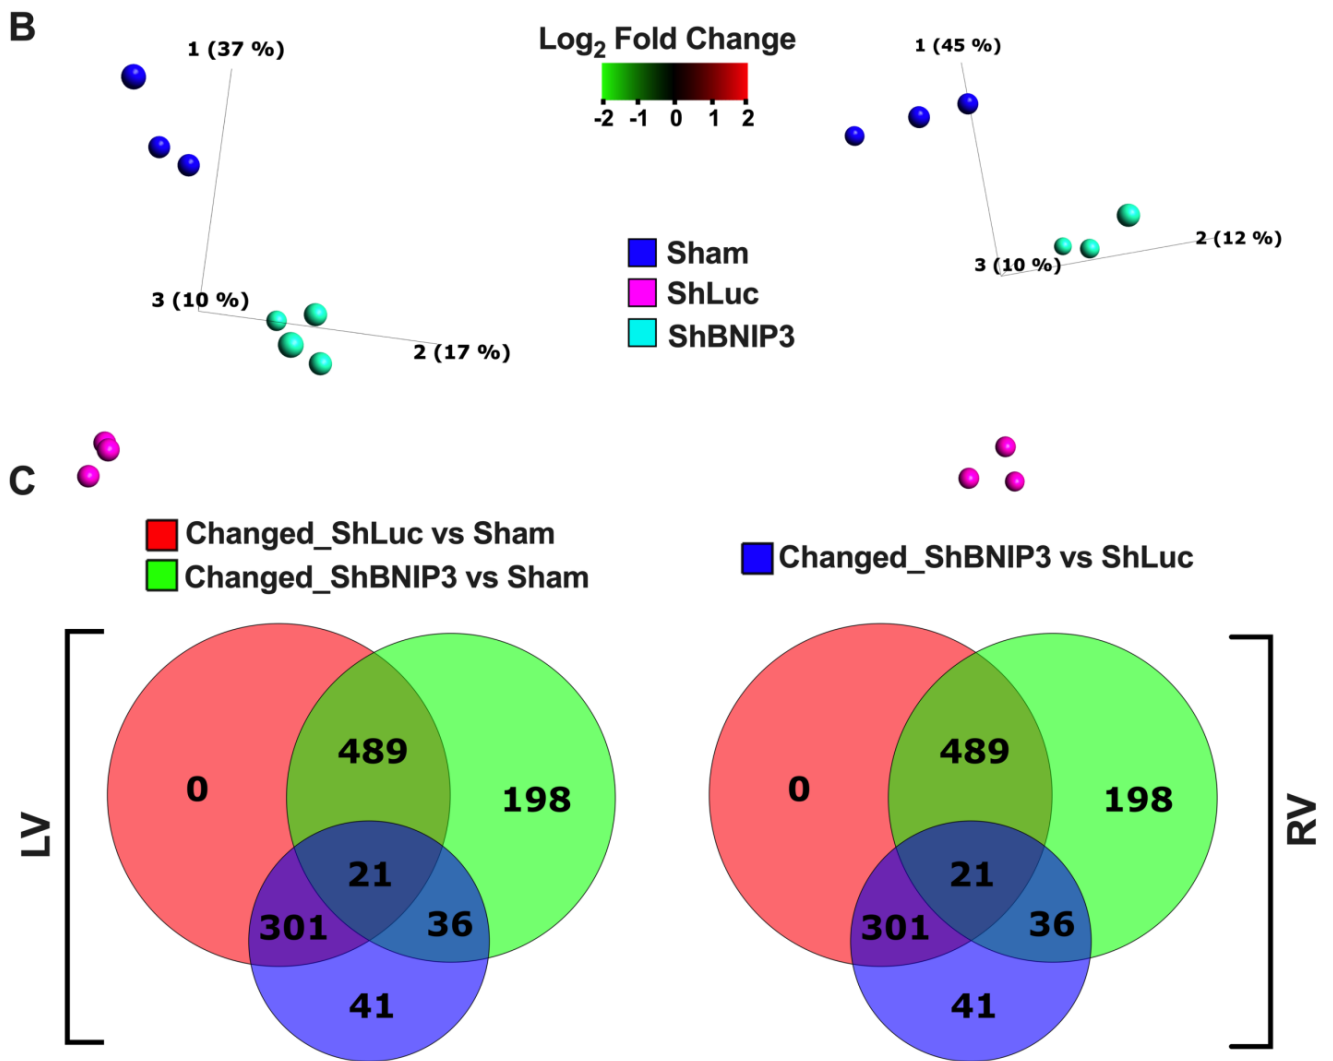 B
1 (37 %)
3 (10 %)
2 (17 %)
Log2 Fold Change
-2 -1 0 1 2
Sham
ShLuc
ShBNIP3
1 (45 %)
2 (12 %)
3 (10 %)
C
Changed_ShLuc vs Sham
Changed_ShBNIP3 vs Sham
Changed_ShBNIP3 vs ShLuc
LV
0
489
198
21
301
36
41
0
489
198
21
301
36
41
RV